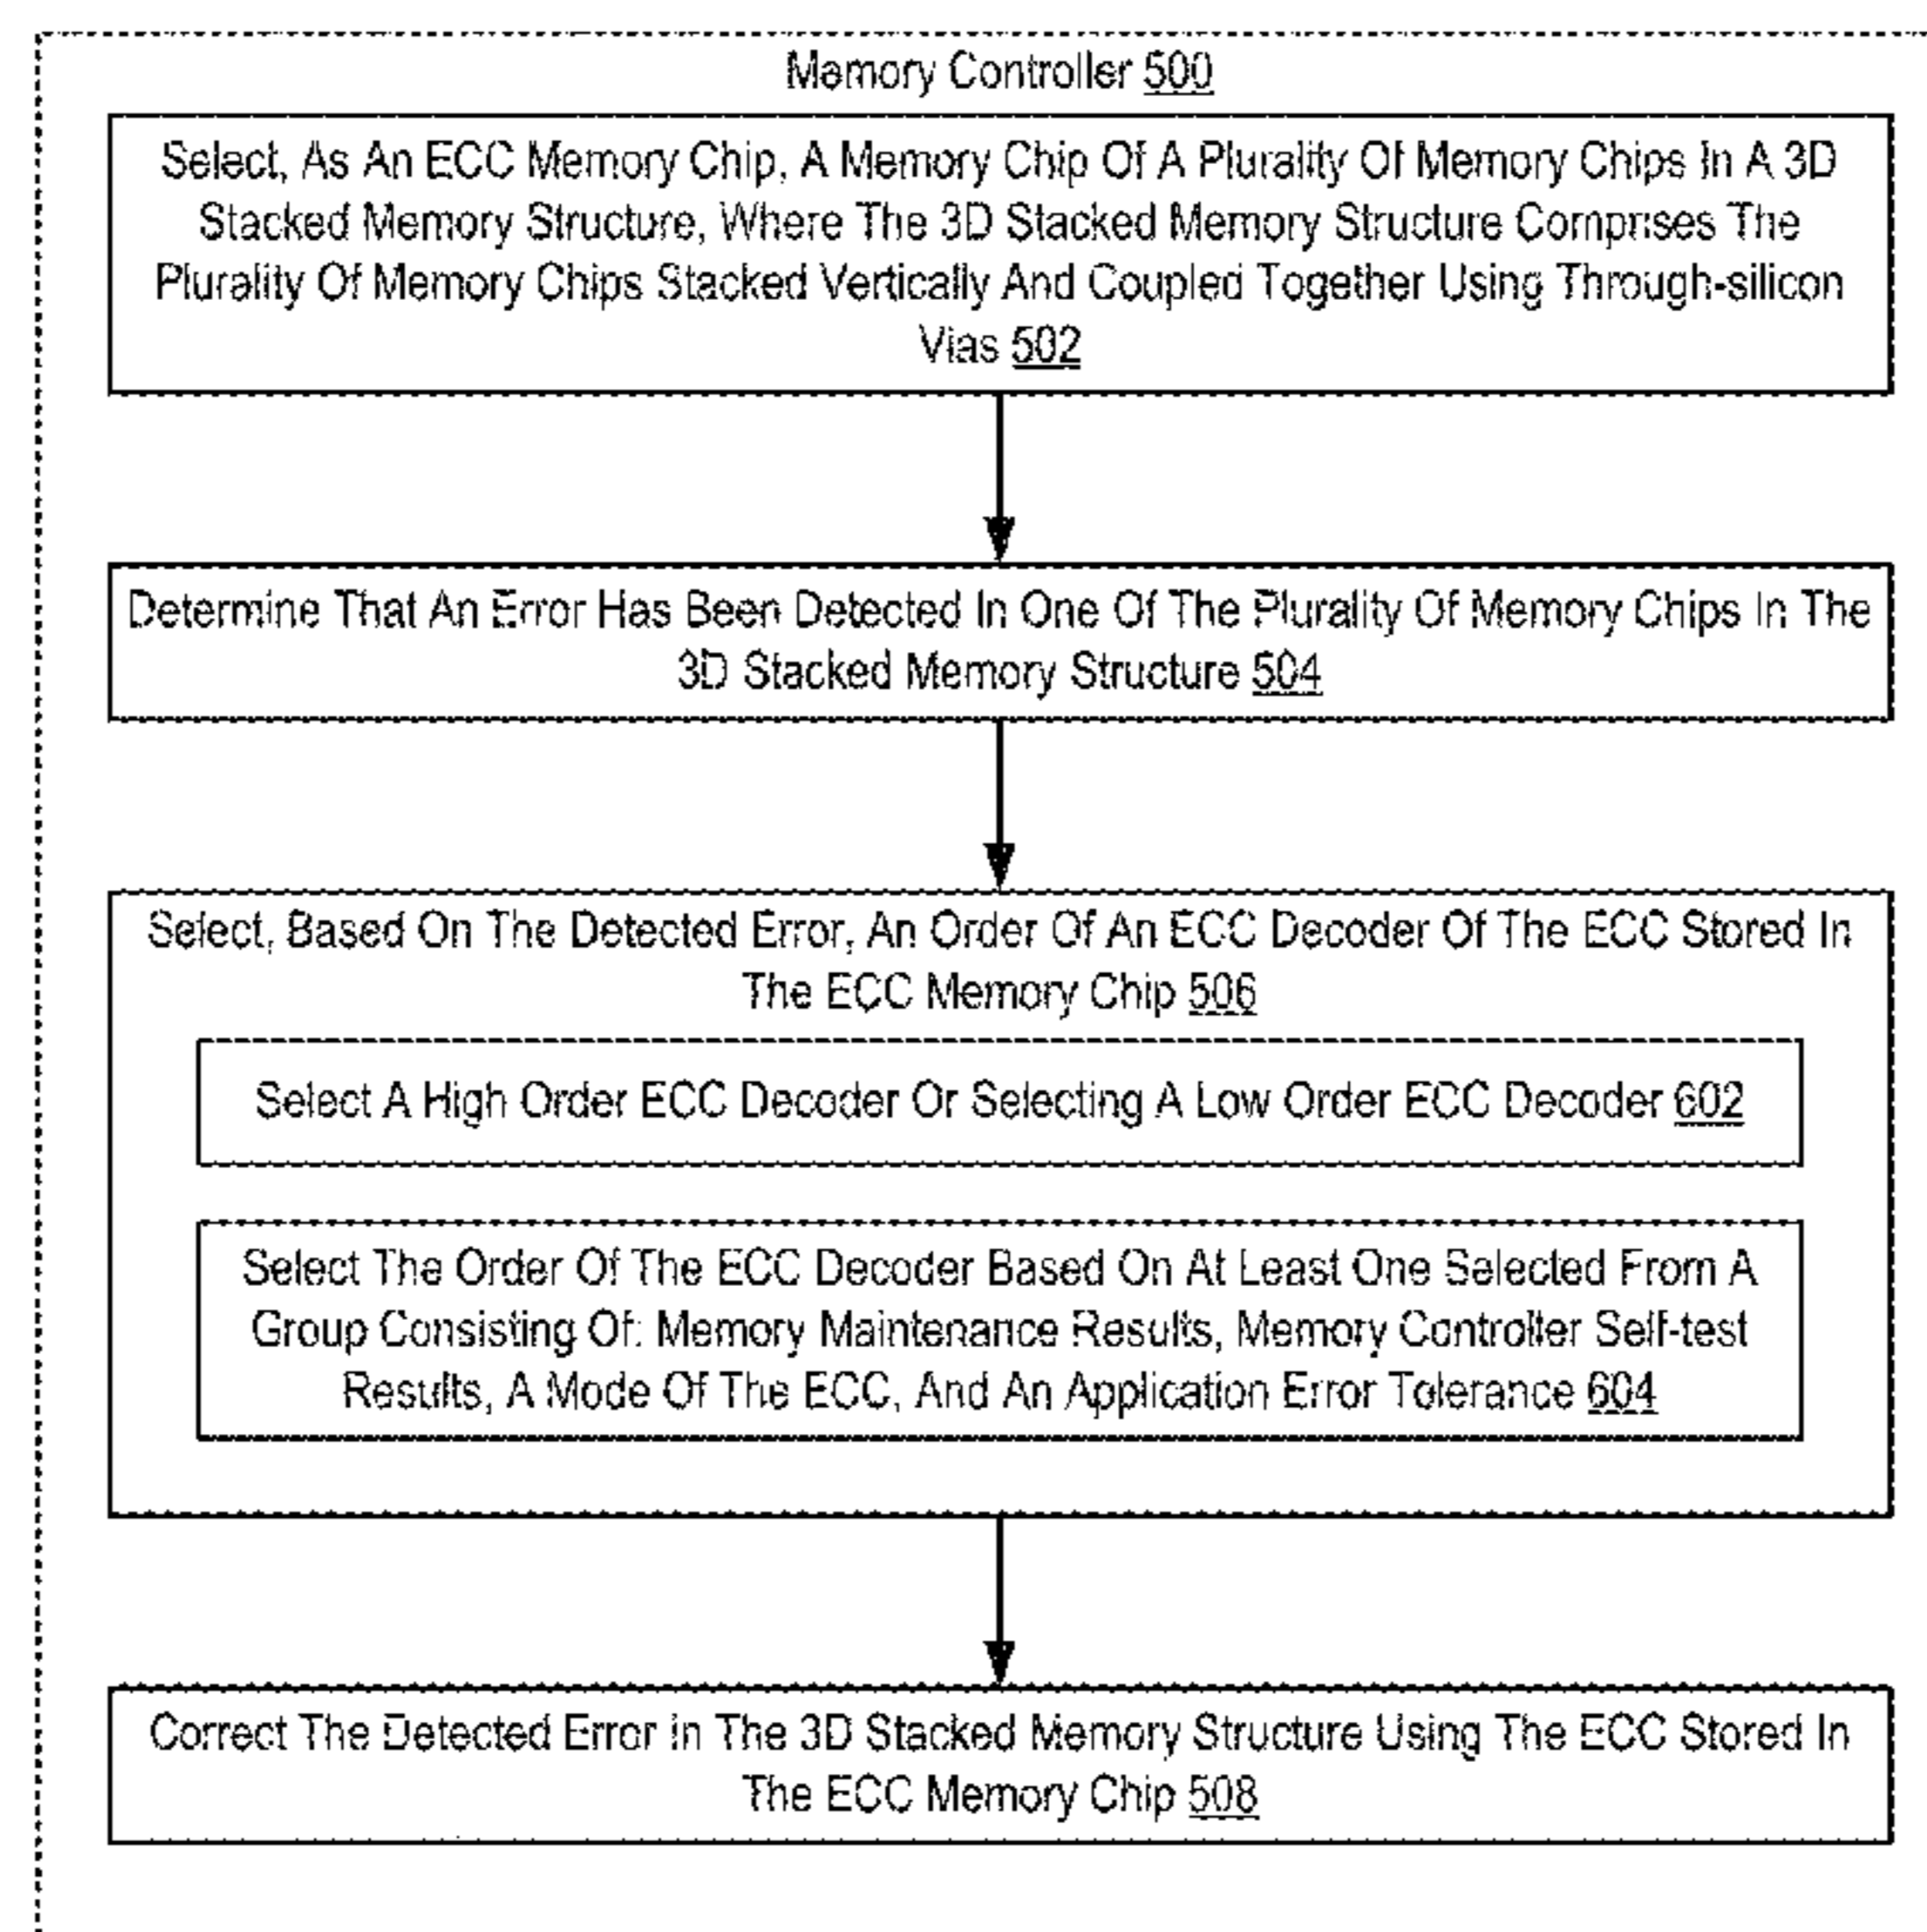 Memory Controller 500
Select, As An ECC Memory Chip, A Memory Chip Of A Plurality Of Memory Chips In A 3D
Stacked Memory Structure, Where The 3D Stacked Memory Structure Comprises The
Plurality Of Memory Chips Stacked Vertically And Coupled Together Using Through-silicon
Vias 502
Determine That An Error Has Been Detected In One Of The Plurality Of Memory Chips In The
3D Stacked Memory Structure 504
Select, Based On The Detected Error, An Order Of An ECC Decoder Of The ECC Stored In
The ECC Memory Chip 506
Select A High Order ECC Decoder Or Selecting A Low Order ECC Decoder 602
Select The Order Of The ECC Decoder Based On At Least One Selected From A
Group Consisting Of: Memory Maintenance Results, Memory Controller Self-test
Results, A Mode Of The ECC, And An Application Error Tolerance 604
Correct The Detected Error In The 3D Stacked Memory Structure Using The ECC Stored In
The ECC Memory Chip 508